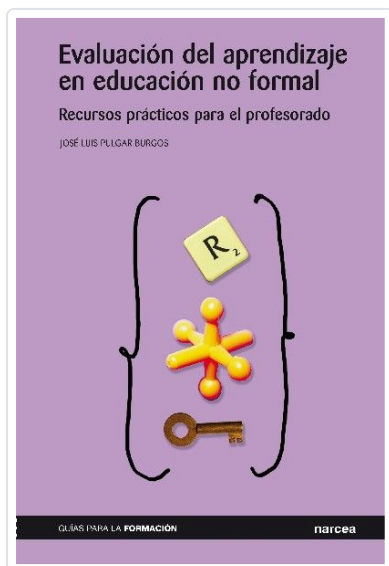 Evaluación del aprendizaje
en educación no formal
Recursos prácticos para el profesorado
JOSÉ LUIS PULGAR BURGOS
R2
GUÍAS PARA LA FORMACIÓN
narcea